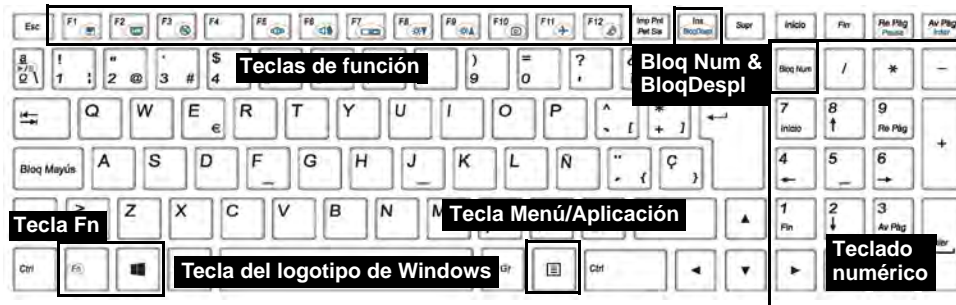 Esc F1 F2 F3 F4 F5 F6 F7 F8 F9 F10 F11 F12 Imp Pnt Ins Supr Inicio Fin Re Pág Av Pág
Pet Sis BloqDespl Pausa Inter
Teclas de función
Bloq Num &
BloqDespl
a ! " $ ) = ? Bloq Num / * -
º \ 1 2 @ 3 # 4 9 0 '
Q W E € R T Y U I O P ^ [ * + ] 7 8 9 +
Inicio Re Pág
Bloq Mayús A S D F G H J K L Ñ { Ç } 4 5 6
Tecla Fn
Z X C V B N
Tecla Menú/Aplicación
1 2 3
Fin Av Pág
Ctrl Fn
Tecla del logotipo de Windows
Gr Ctrl
Teclado
numérico